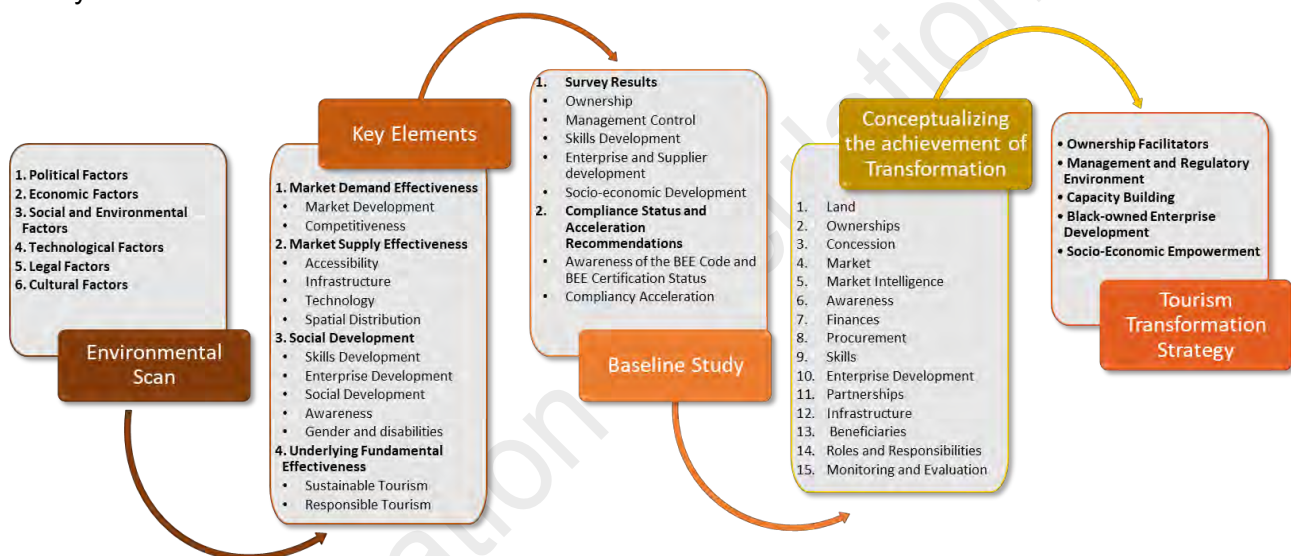 1. Political Factors
2. Economic Factors
3. Social and Environmental
Factors
4. Technological Factors
5. Legal Factors
6. Cultural Factors
Environmental
Scan
Key Elements
1. Market Demand Effectiveness
• Market Development
• Competitiveness
2. Market Supply Effectiveness
• Accessibility
• Infrastructure
• Technology
• Spatial Distribution
3. Social Development
• Skills Development
• Enterprise Development
• Social Development
• Awareness
• Gender and disabilities
4. Underlying Fundamental
Effectiveness
• Sustainable Tourism
• Responsible Tourism
1. Survey Results
• Ownership
• Management Control
• Skills Development
• Enterprise and Supplier
development
• Socio-economic Development
2. Compliance Status and
Acceleration
Recommendations
• Awareness of the BEE Code and
BEE Certification Status
• Compliancy Acceleration
Baseline Study
Conceptualizing
the achievement of
Transformation
1. Land
2. Ownerships
3. Concession
4. Market
5. Market Intelligence
6. Awareness
7. Finances
8. Procurement
9. Skills
10. Enterprise Development
11. Partnerships
12. Infrastructure
13. Beneficiaries
14. Roles and Responsibilities
15. Monitoring and Evaluation
• Ownership Facilitators
• Management and Regulatory
Environment
• Capacity Building
• Black-owned Enterprise
Development
• Socio-Economic Empowerment
Tourism
Transformation
Strategy